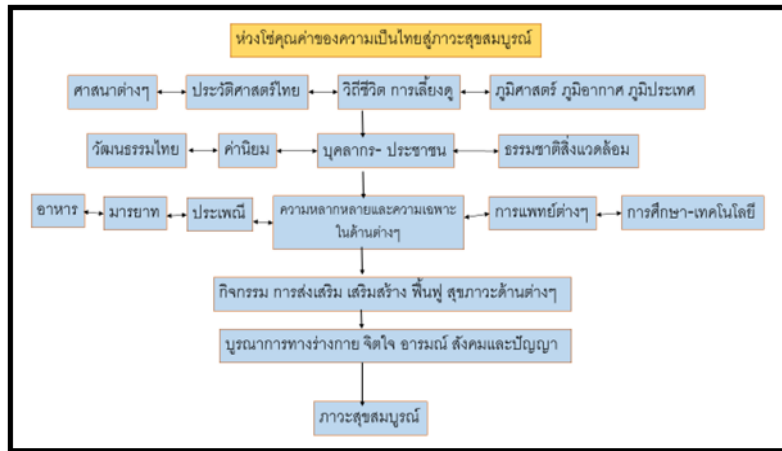 ห่วงโซ่คุณค่าของความเป็นไทยสู่ภาวะสุขสมบูรณ์
ศาสนาต่างๆ
ประวัติศาสตร์ไทย
วิถีชีวิต การเลี้ยงดู
ภูมิศาสตร์ ภูมิอากาศ ภูมิประเทศ
วัฒนธรรมไทย
ค่านิยม
บุคลากร- ประชาชน
ธรรมชาติสิ่งแวดล้อม
อาหาร
มารยาท
ประเพณี
ความหลากหลายและความเฉพาะ
ในด้านต่างๆ
การแพทย์ต่างๆ
การศึกษา-เทคโนโลยี
กิจกรรม การส่งเสริม เสริมสร้าง ฟื้นฟู สุขภาวะด้านต่างๆ
บูรณาการทางร่างกาย จิตใจ อารมณ์ สังคมและปัญญา
ภาวะสุขสมบูรณ์